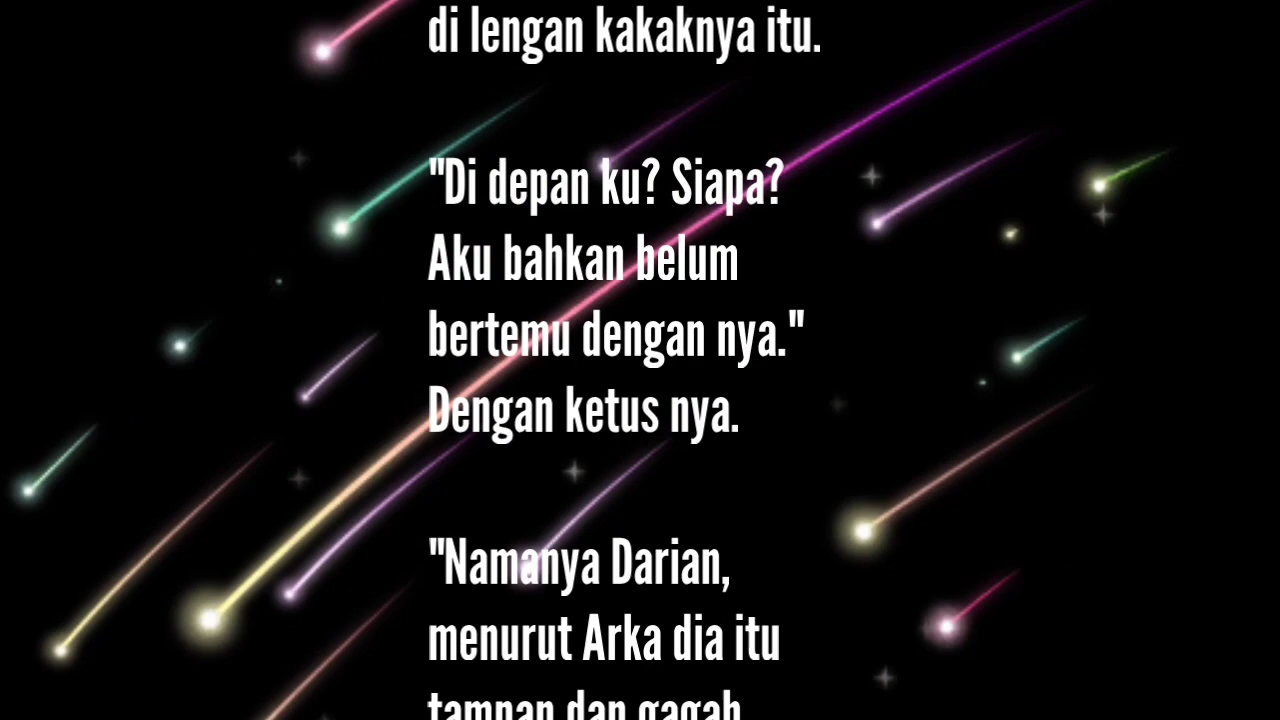 di lengan kakaknya itu.
"Di depan ku? Siapa?
Aku bahkan belum
bertemu dengan nya."
Dengan ketus nya.
"Namanya Darian,
menurut Arka dia itu
tampan dan gagah